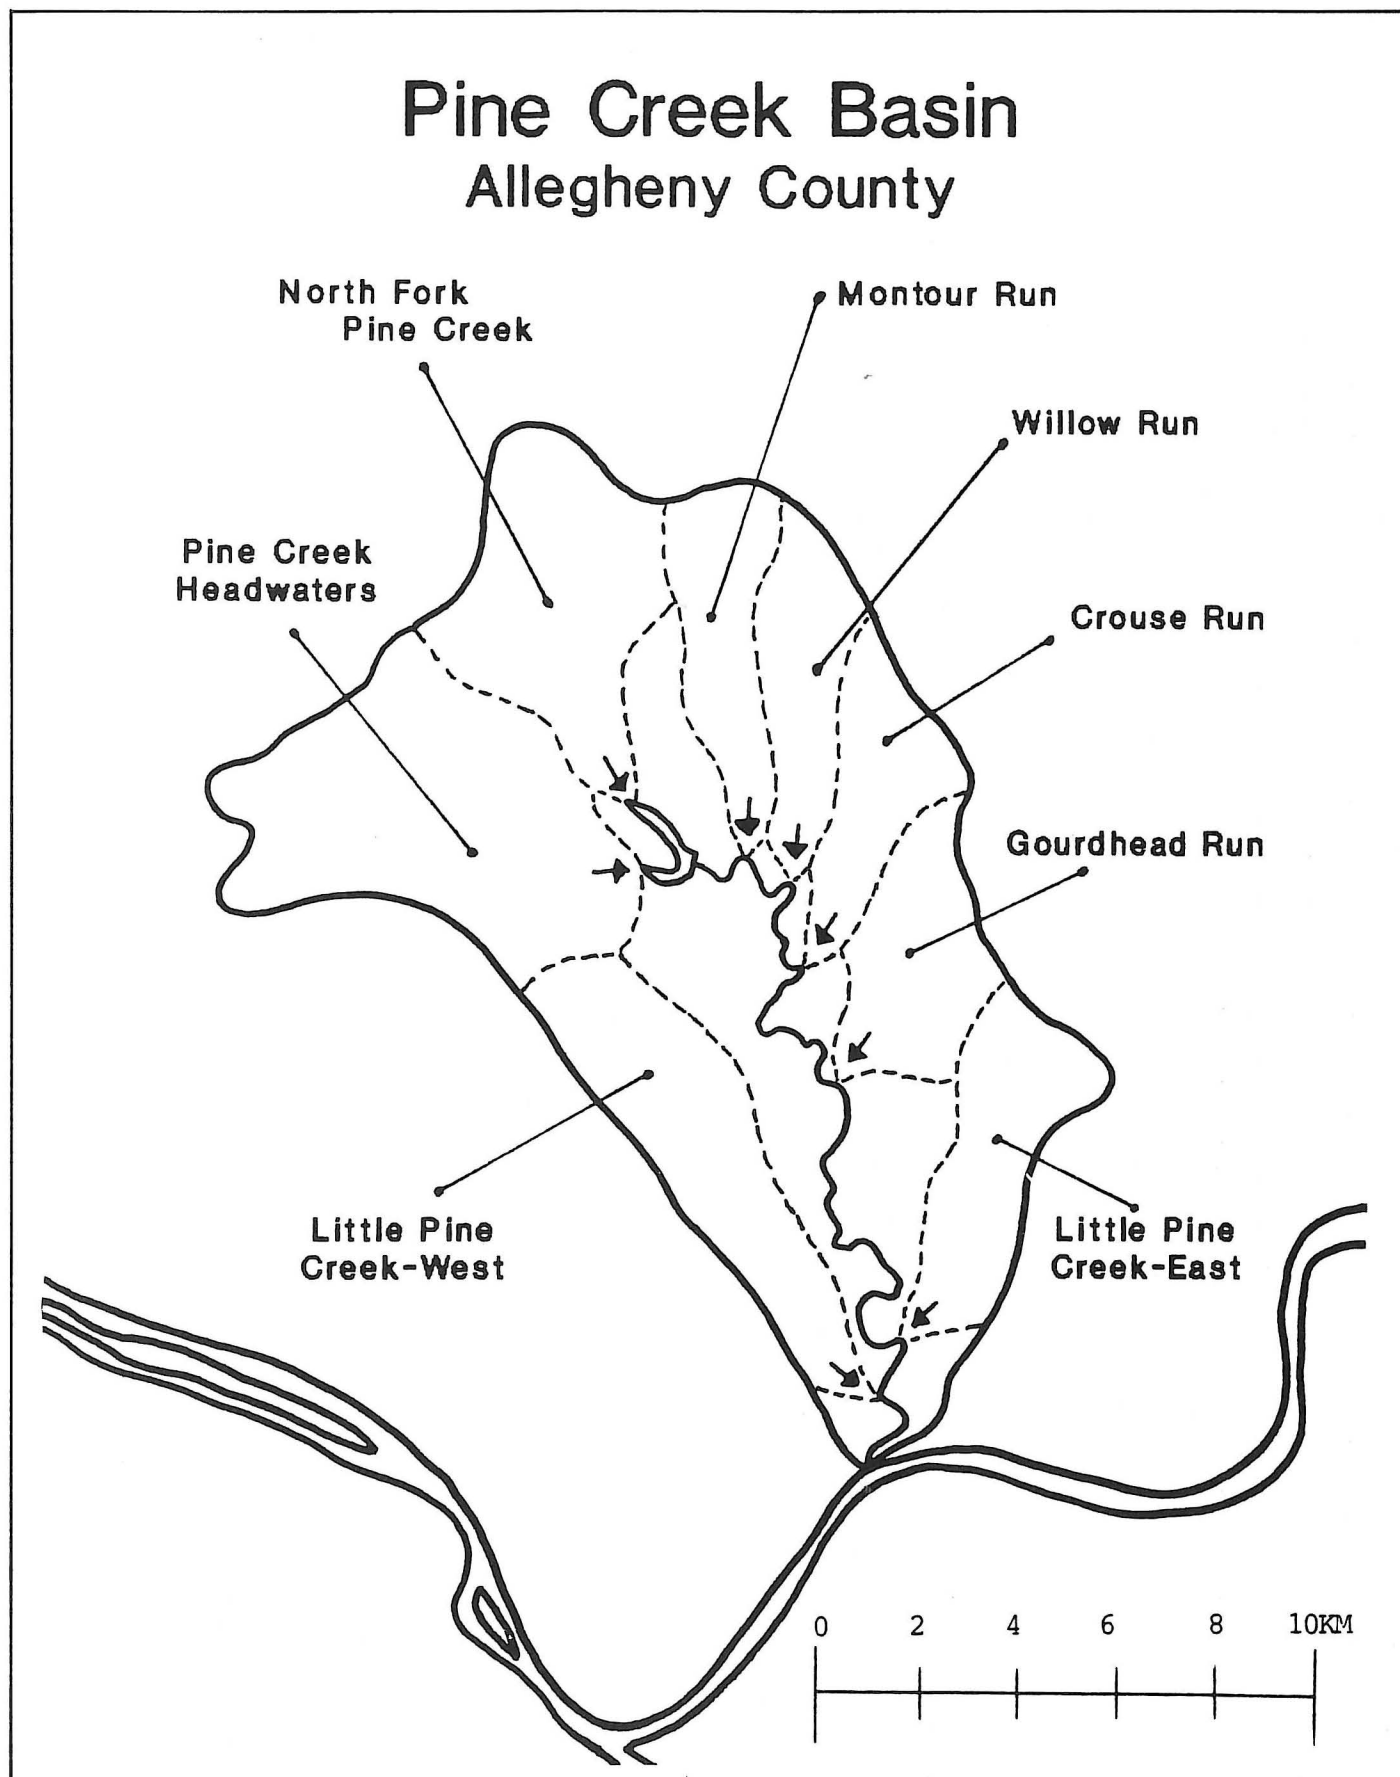 Pine Creek Basin
Allegheny County
North Fork
Pine Creek
Montour Run
Willow Run
Pine Creek
Headwaters
Crouse Run
Gourdhead Run
Little Pine
Creek-West
Little Pine
Creek-East
0 2 4 6 8 10KM